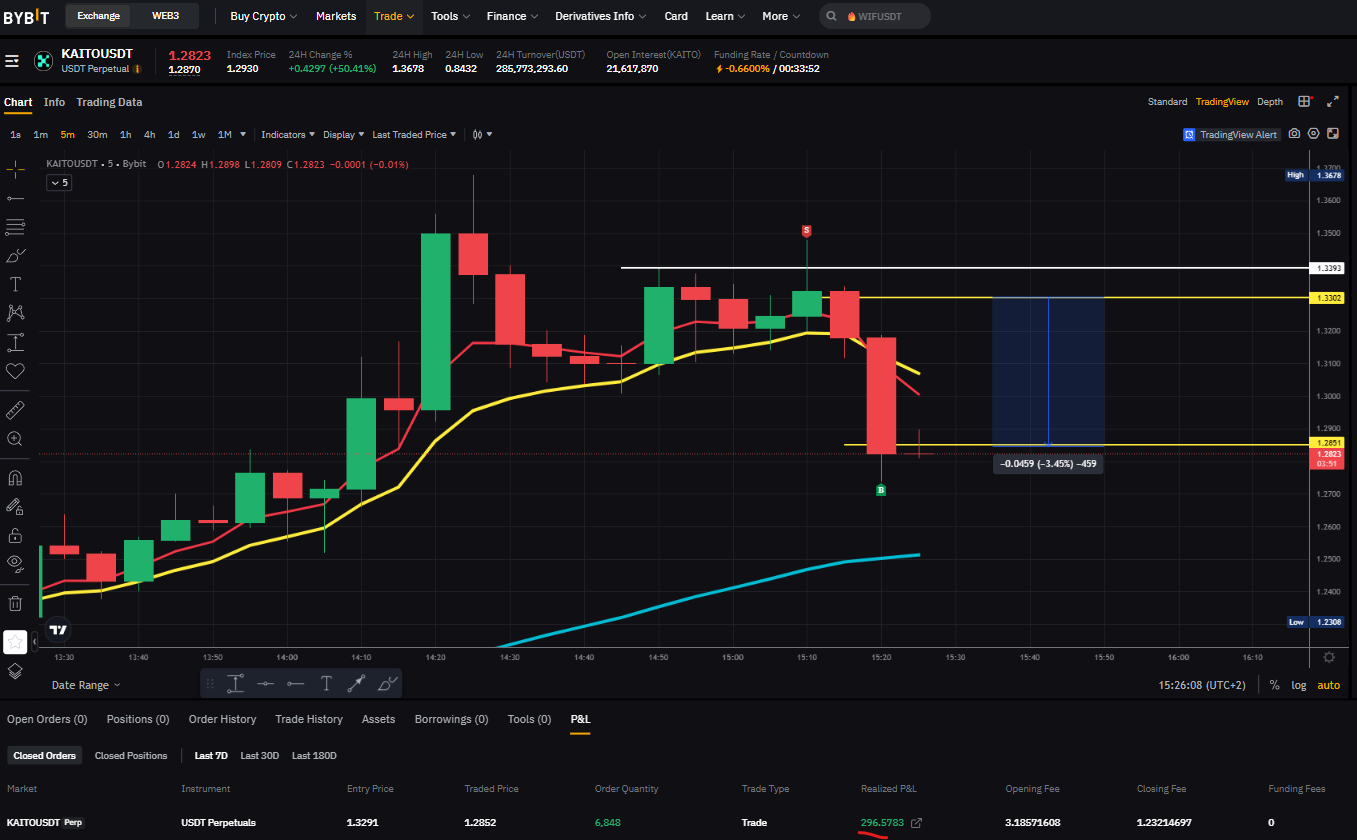 BYBIT Exchange WEB3 Buy Crypto Markets Trade Tools Finance Derivatives Info Card Learn More WIFUSDT
KAITOUSDT 1.2823 Index Price 24H Change % 24H High 24H Low 24H Turnover(USDT) Open Interest(KAITO) Funding Rate / Countdown
USDT Perpetual 1.2870 1.2930 +0.4297 (+50.41%) 1.3678 0.8432 285,773,293.60 21,617,870 -0.6600% / 00:33:52
Chart Info Trading Data Standard TradingView Depth
1s 1m 5m 30m 1h 4h 1d 1w 1M Indicators Display Last Traded Price TradingView Alert
KAITOUSDT • 5 • Bybit O1.2824 H1.2898 L1.2809 C1.2823 −0.0001 (−0.01%)
5
1.3700
High 1.3678
1.3600
1.3500
S
1.3393
1.3302
1.3200
1.3100
1.3000
1.2900
1.2851
1.2823
03:51
−0.0459 (−3.45%) −459
B
1.2700
1.2600
1.2500
1.2400
Low 1.2308
13:30 13:40 13:50 14:00 14:10 14:20 14:30 14:40 14:50 15:00 15:10 15:20 15:30 15:40 15:50 16:00 16:10
Date Range 15:26:08 (UTC+2) % log auto
Open Orders (0) Positions (0) Order History Trade History Assets Borrowings (0) Tools (0) P&L
Closed Orders Closed Positions Last 7D Last 30D Last 180D
Market Instrument Entry Price Traded Price Order Quantity Trade Type Realized P&L Opening Fee Closing Fee Funding Fees
KAITOUSDT Perp USDT Perpetuals 1.3291 1.2852 6,848 Trade 296.5783 3.18571608 1.23214697 0